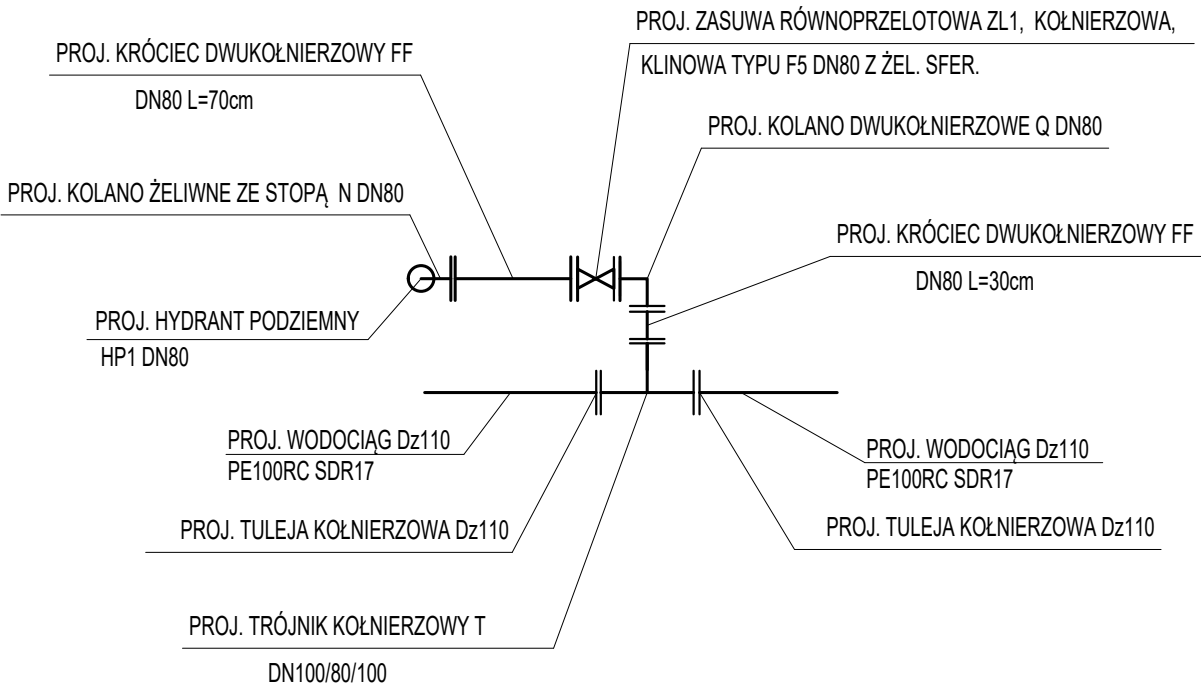 PROJ. ZASUWA RÓWNOPRZELOTOWA ZL1, KOŁNIERZOWA,
KLINOWA TYPU F5 DN80 Z ŻEL. SFER.
PROJ. KRÓCIEC DWUKOŁNIERZOWY FF
DN80 L=70cm
PROJ. KOLANO DWUKOŁNIERZOWE Q DN80
PROJ. KOLANO ŻELIWNE ZE STOPĄ N DN80
PROJ. KRÓCIEC DWUKOŁNIERZOWY FF
DN80 L=30cm
PROJ. HYDRANT PODZIEMNY
HP1 DN80
PROJ. WODOCIĄG Dz110
PE100RC SDR17
PROJ. WODOCIĄG Dz110
PE100RC SDR17
PROJ. TULEJA KOŁNIERZOWA Dz110
PROJ. TULEJA KOŁNIERZOWA Dz110
PROJ. TRÓJNIK KOŁNIERZOWY T
DN100/80/100